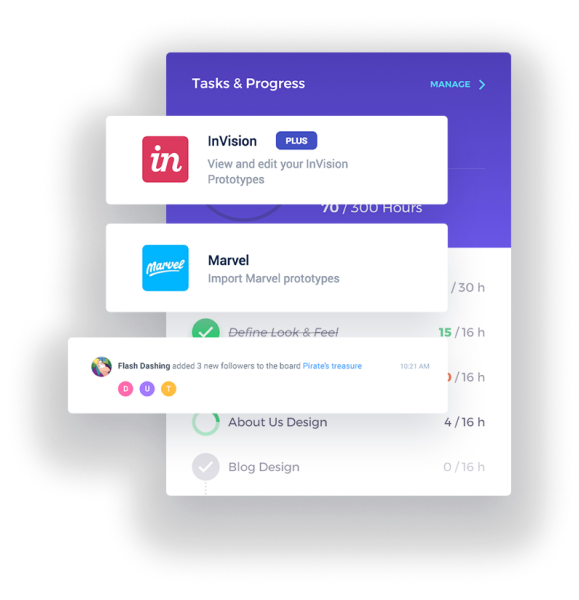 Tasks & Progress
MANAGE
in
InVision PLUS
View and edit your InVision
Prototypes
70 / 300 Hours
Marvel
Marvel
Import Marvel prototypes
/ 30 h
Define Look & Feel 15 / 16 h
Flash Dashing added 3 new followers to the board Pirate's treasure 10:21 AM
D U T
/ 16 h
About Us Design 4 / 16 h
Blog Design 0 / 16 h